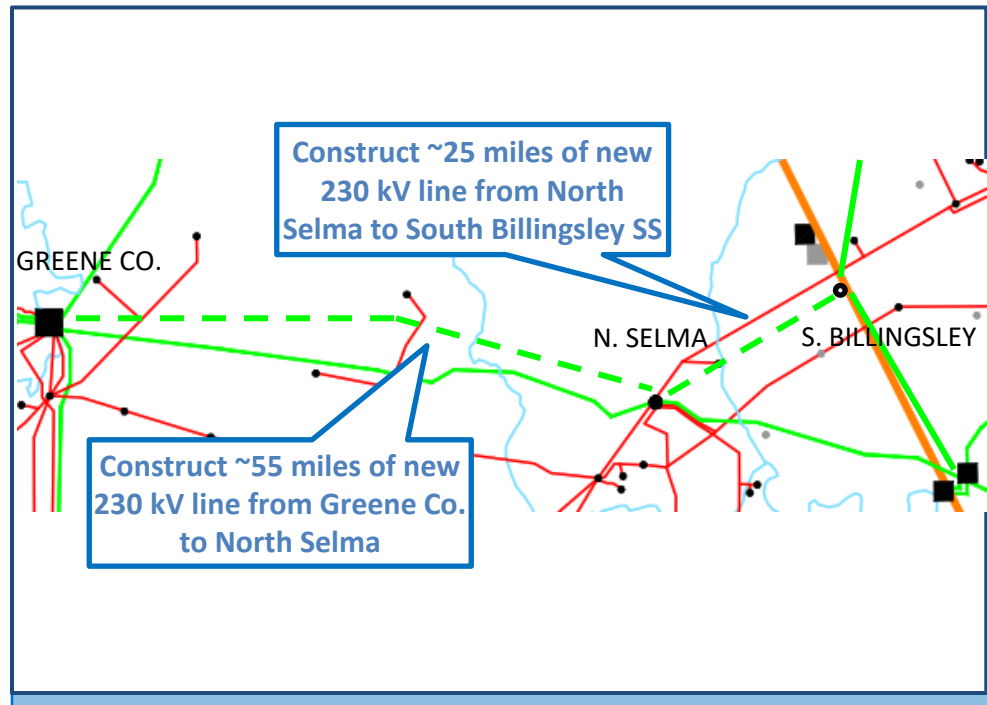 Construct ~25 miles of new
230 kV line from North
Selma to South Billingsley SS
GREENE CO.
N. SELMA
S. BILLINGSLEY
Construct ~55 miles of new
230 kV line from Greene Co.
to North Selma